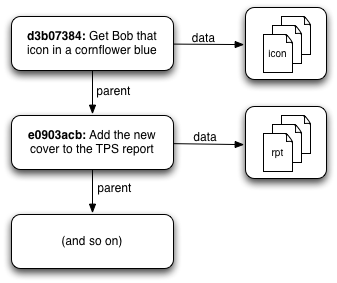 d3b07384: Get Bob that
icon in a cornflower blue
data
icon
parent
e0903acb: Add the new
cover to the TPS report
data
rpt
parent
(and so on)